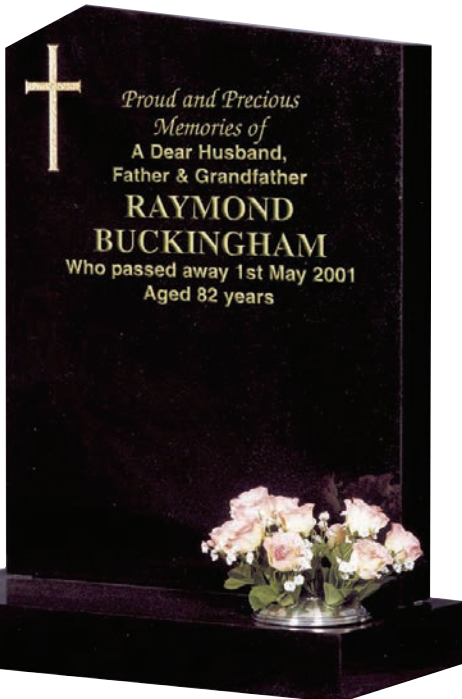 Proud and Precious
Memories of
A Dear Husband,
Father & Grandfather
RAYMOND
BUCKINGHAM
Who passed away 1st May 2001
Aged 82 years